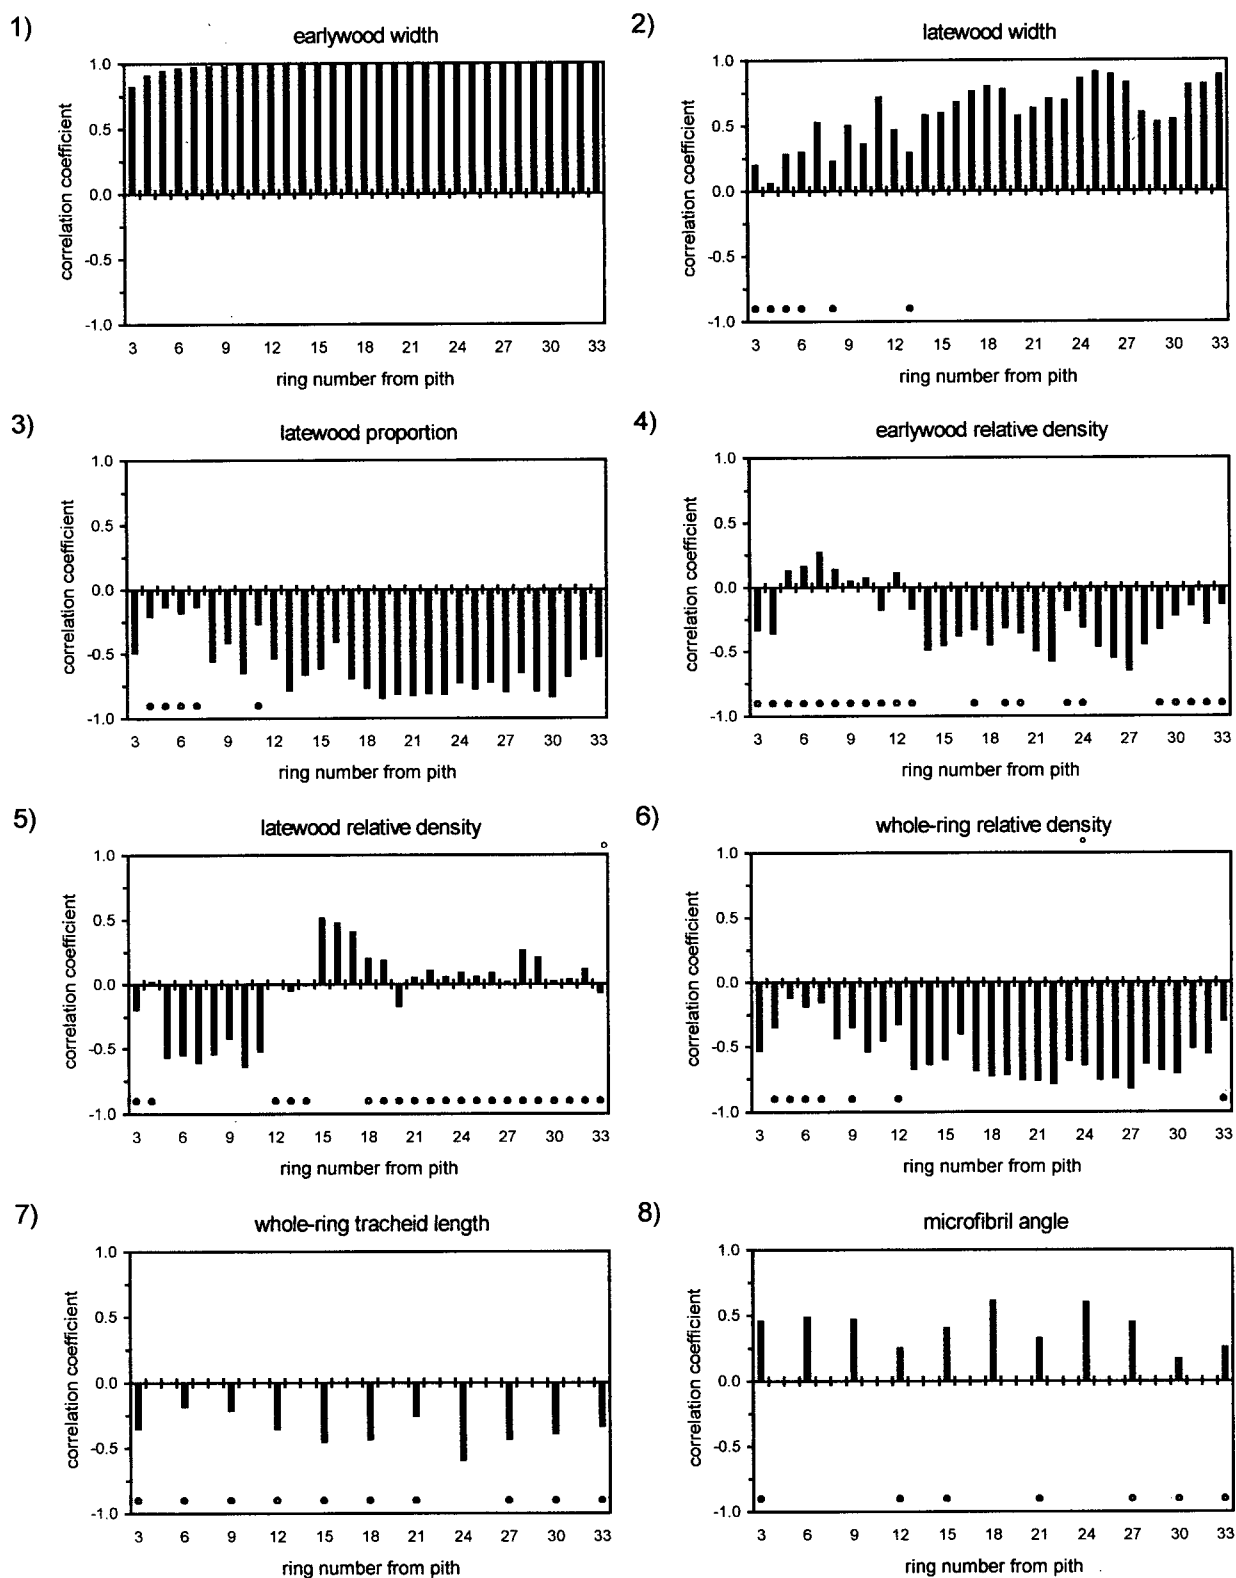 1)
earlywood width
correlation coefficient
1.0
0.5
0.0
-0.5
-1.0
3 6 9 12 15 18 21 24 27 30 33
ring number from pith
2)
latewood width
correlation coefficient
1.0
0.5
0.0
-0.5
-1.0
3 6 9 12 15 18 21 24 27 30 33
ring number from pith
3)
latewood proportion
correlation coefficient
1.0
0.5
0.0
-0.5
-1.0
3 6 9 12 15 18 21 24 27 30 33
ring number from pith
4)
earlywood relative density
correlation coefficient
1.0
0.5
0.0
-0.5
-1.0
3 6 9 12 15 18 21 24 27 30 33
ring number from pith
5)
latewood relative density
correlation coefficient
1.0
0.5
0.0
-0.5
-1.0
3 6 9 12 15 18 21 24 27 30 33
ring number from pith
6)
whole-ring relative density
correlation coefficient
1.0
0.5
0.0
-0.5
-1.0
3 6 9 12 15 18 21 24 27 30 33
ring number from pith
7)
whole-ring tracheid length
correlation coefficient
1.0
0.5
0.0
-0.5
-1.0
3 6 9 12 15 18 21 24 27 30 33
ring number from pith
8)
microfibril angle
correlation coefficient
1.0
0.5
0.0
-0.5
-1.0
3 6 9 12 15 18 21 24 27 30 33
ring number from pith